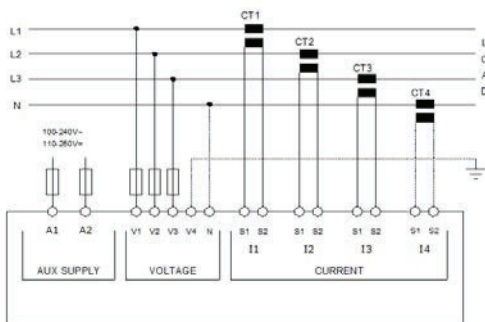 CT1
L1
CT2
L2
L
O
A
D
CT3
L3
CT4
N
100-240V~
110-250V=
A1 A2 V1 V2 V3 V4 N S1 S2 S1 S2 S1 S2 S1 S2
I1 I2 I3 I4
AUX SUPPLY VOLTAGE CURRENT